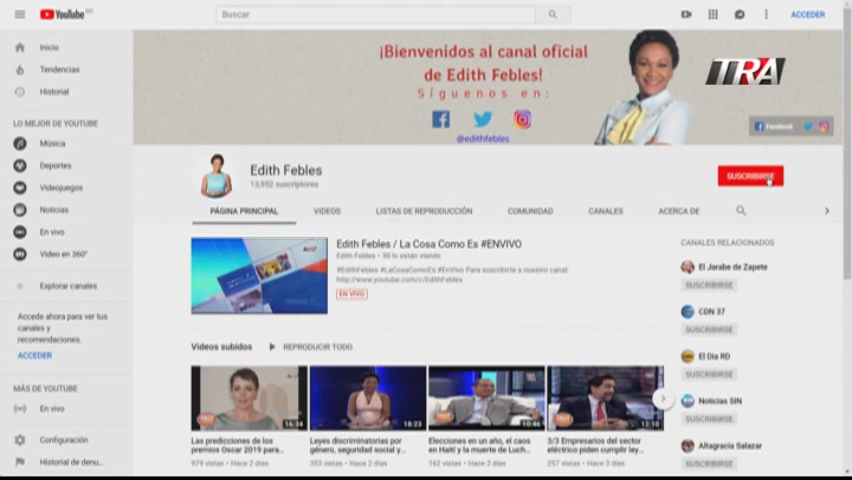 YouTube DO
Buscar
ACCEDER
Inicio
Tendencias
Historial
LO MEJOR DE YOUTUBE
Música
Deportes
Videojuegos
Noticias
En vivo
Video en 360°
Explorar canales
Accede ahora para ver tus
canales y
recomendaciones.
ACCEDER
MÁS DE YOUTUBE
En vivo
Configuración
Historial de denu...
¡Bienvenidos al canal oficial
de Edith Febles!
Síguenos en:
@edithfebles
TRA
Facebook
Edith Febles
13,952 suscriptores
SUSCRIBIRSE
PÁGINA PRINCIPAL
VIDEOS
LISTAS DE REPRODUCCIÓN
COMUNIDAD
CANALES
ACERCA DE
Edith Febles / La Cosa Como Es #ENVIVO
Edith Febles • 50 lo están viendo
#EdithFebles #LaCosaComoEs #EnVivo Para suscribirte a nuestro canal:
http://www.youtube.com/c/EdithFebles
EN VIVO
Videos subidos
REPRODUCIR TODO
16:34
Las predicciones de los
premios Oscar 2019 para...
979 vistas • Hace 2 días
18:23
Leyes discriminatorias por
género, seguridad social y...
353 vistas • Hace 2 días
10:46
Elecciones en un año, el caos
en Haití y la muerte de Luch...
162 vistas • Hace 2 días
12:10
3/3 Empresarios del sector
eléctrico piden cumplir ley...
257 vistas • Hace 3 días
CANALES RELACIONADOS
El Jarabe de Zapete
SUSCRIBIRSE
CDN 37
SUSCRIBIRSE
El Día RD
SUSCRIBIRSE
Noticias SIN
SUSCRIBIRSE
Altagracia Salazar
SUSCRIBIRSE